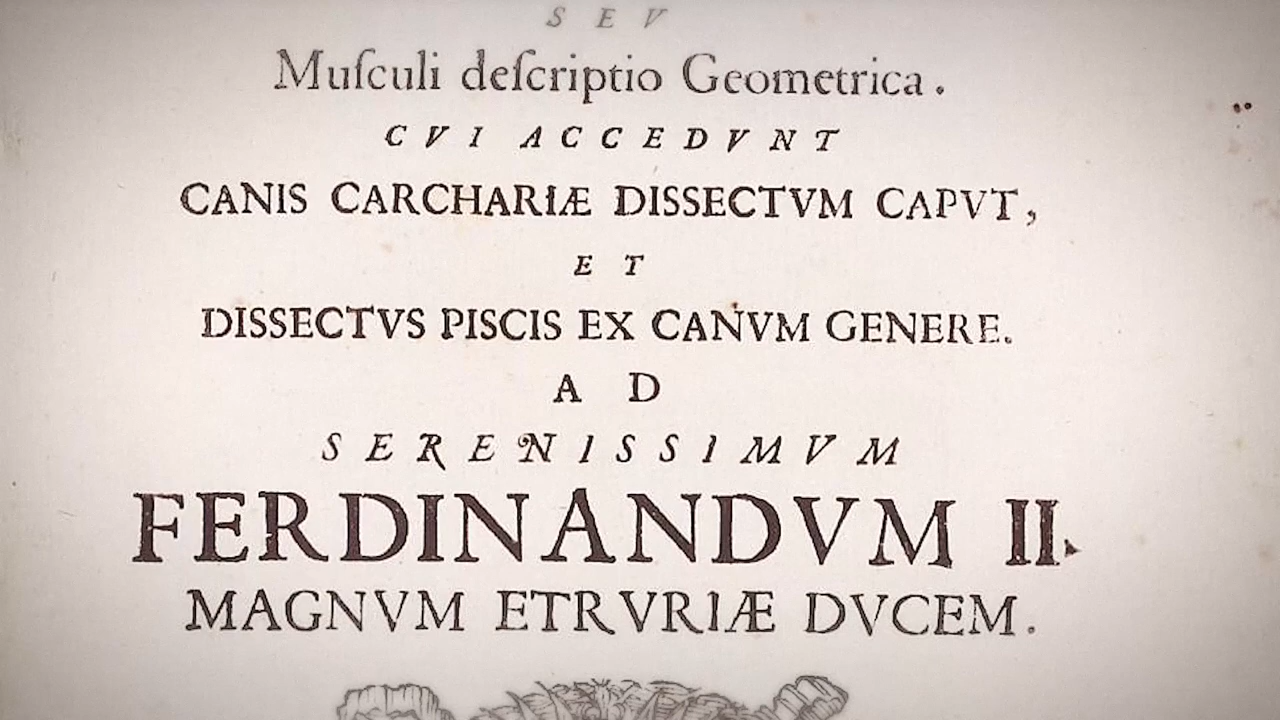 SEV
Muſculi deſcriptio Geometrica.
CVI ACCEDVNT
CANIS CARCHARIÆ DISSECTVM CAPVT,
ET
DISSECTVS PISCIS EX CANVM GENERE.
AD
SERENISSIMVM
FERDINANDVM II.
MAGNVM ETRVRIÆ DVCEM.